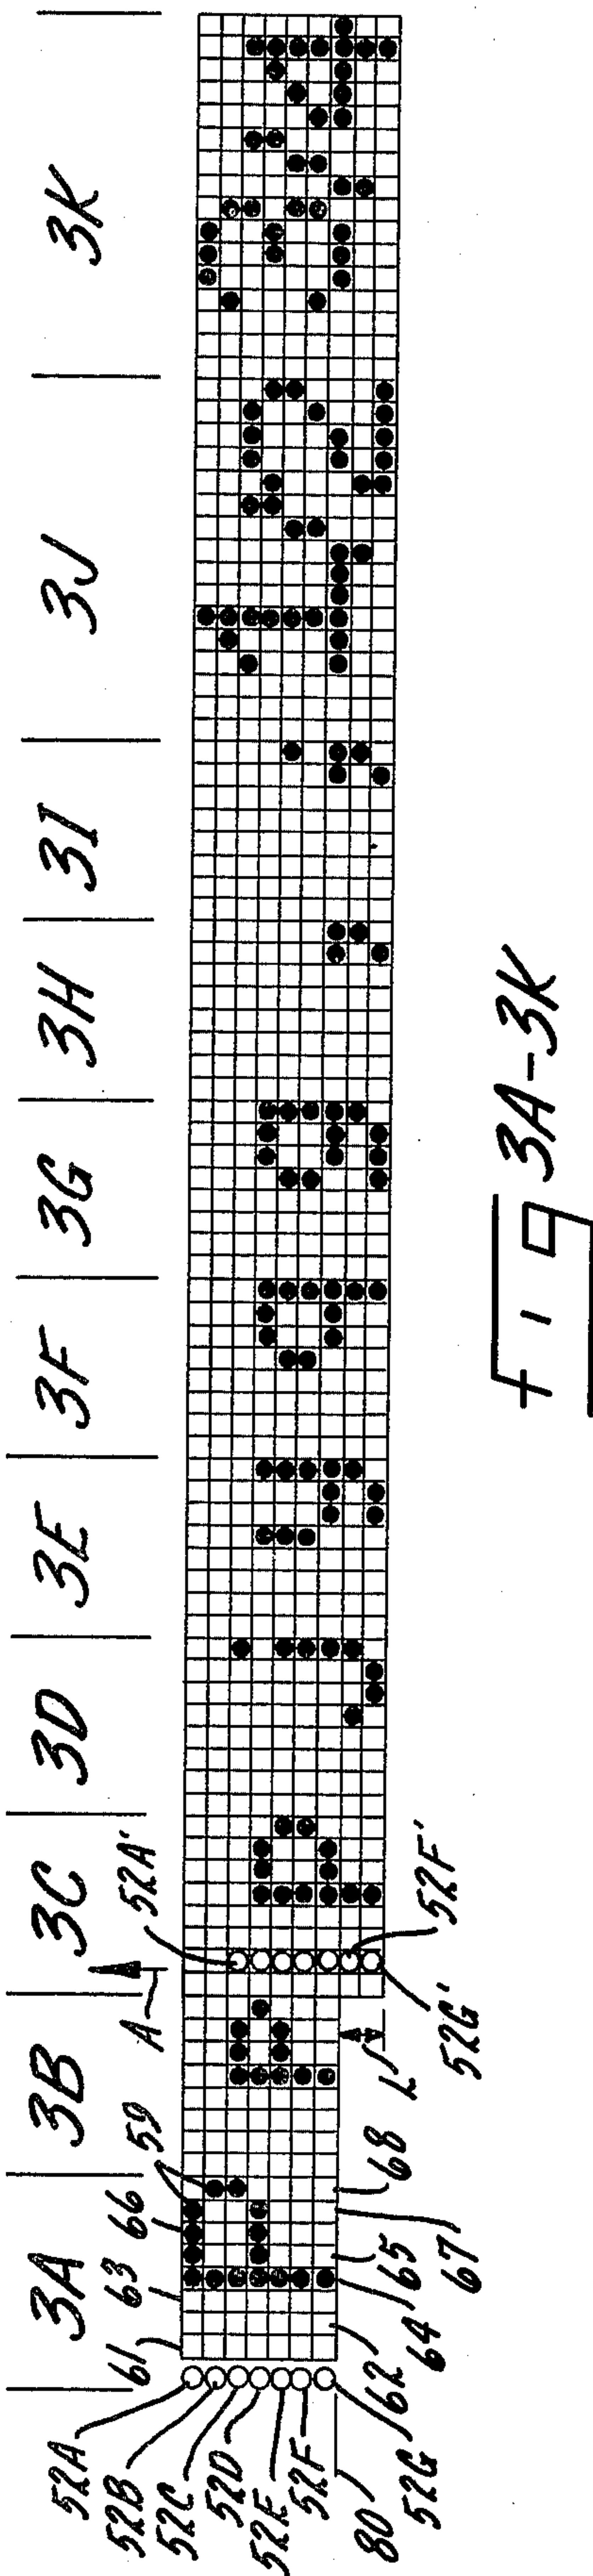 3A 3B 3C 3D 3E 3F 3G 3H 3I 3J 3K
61 63 66 59
A
52A'
52A
52B
52C
52D
52E
52F
80
52G
62
64
65
67
68
L
52G'
52F'
Fig 3A-3K